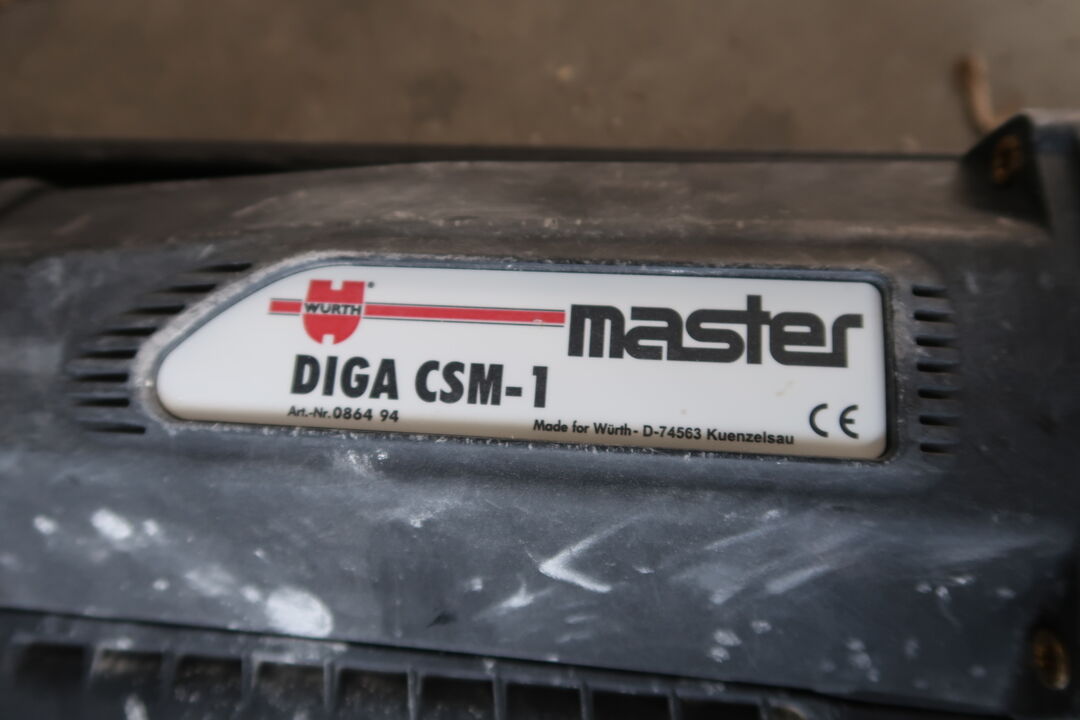 WÜRTH
master
DIGA CSM-1
Art.-Nr. 0864 94
Made for Würth- D-74563 Kuenzelsau
CE